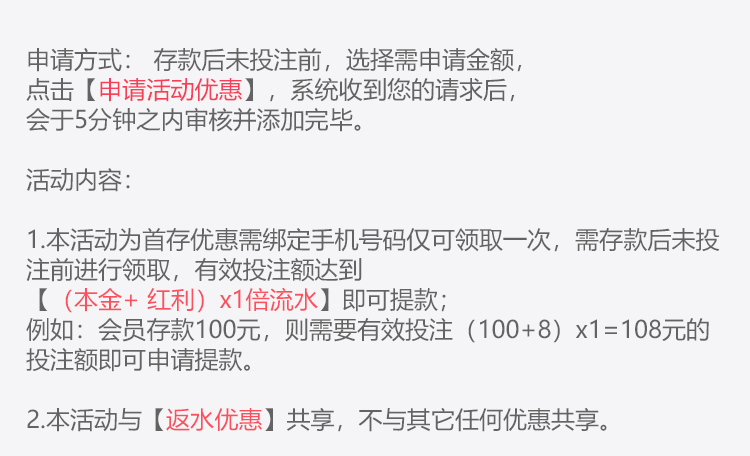 申请方式： 存款后未投注前，选择需申请金额，
点击【申请活动优惠】，系统收到您的请求后，
会于5分钟之内审核并添加完毕。
活动内容：
1.本活动为首存优惠需绑定手机号码仅可领取一次，需存款后未投
注前进行领取，有效投注额达到
【（本金+ 红利）x1倍流水】即可提款；
例如：会员存款100元，则需要有效投注（100+8）x1=108元的
投注额即可申请提款。
2.本活动与【返水优惠】共享，不与其它任何优惠共享。